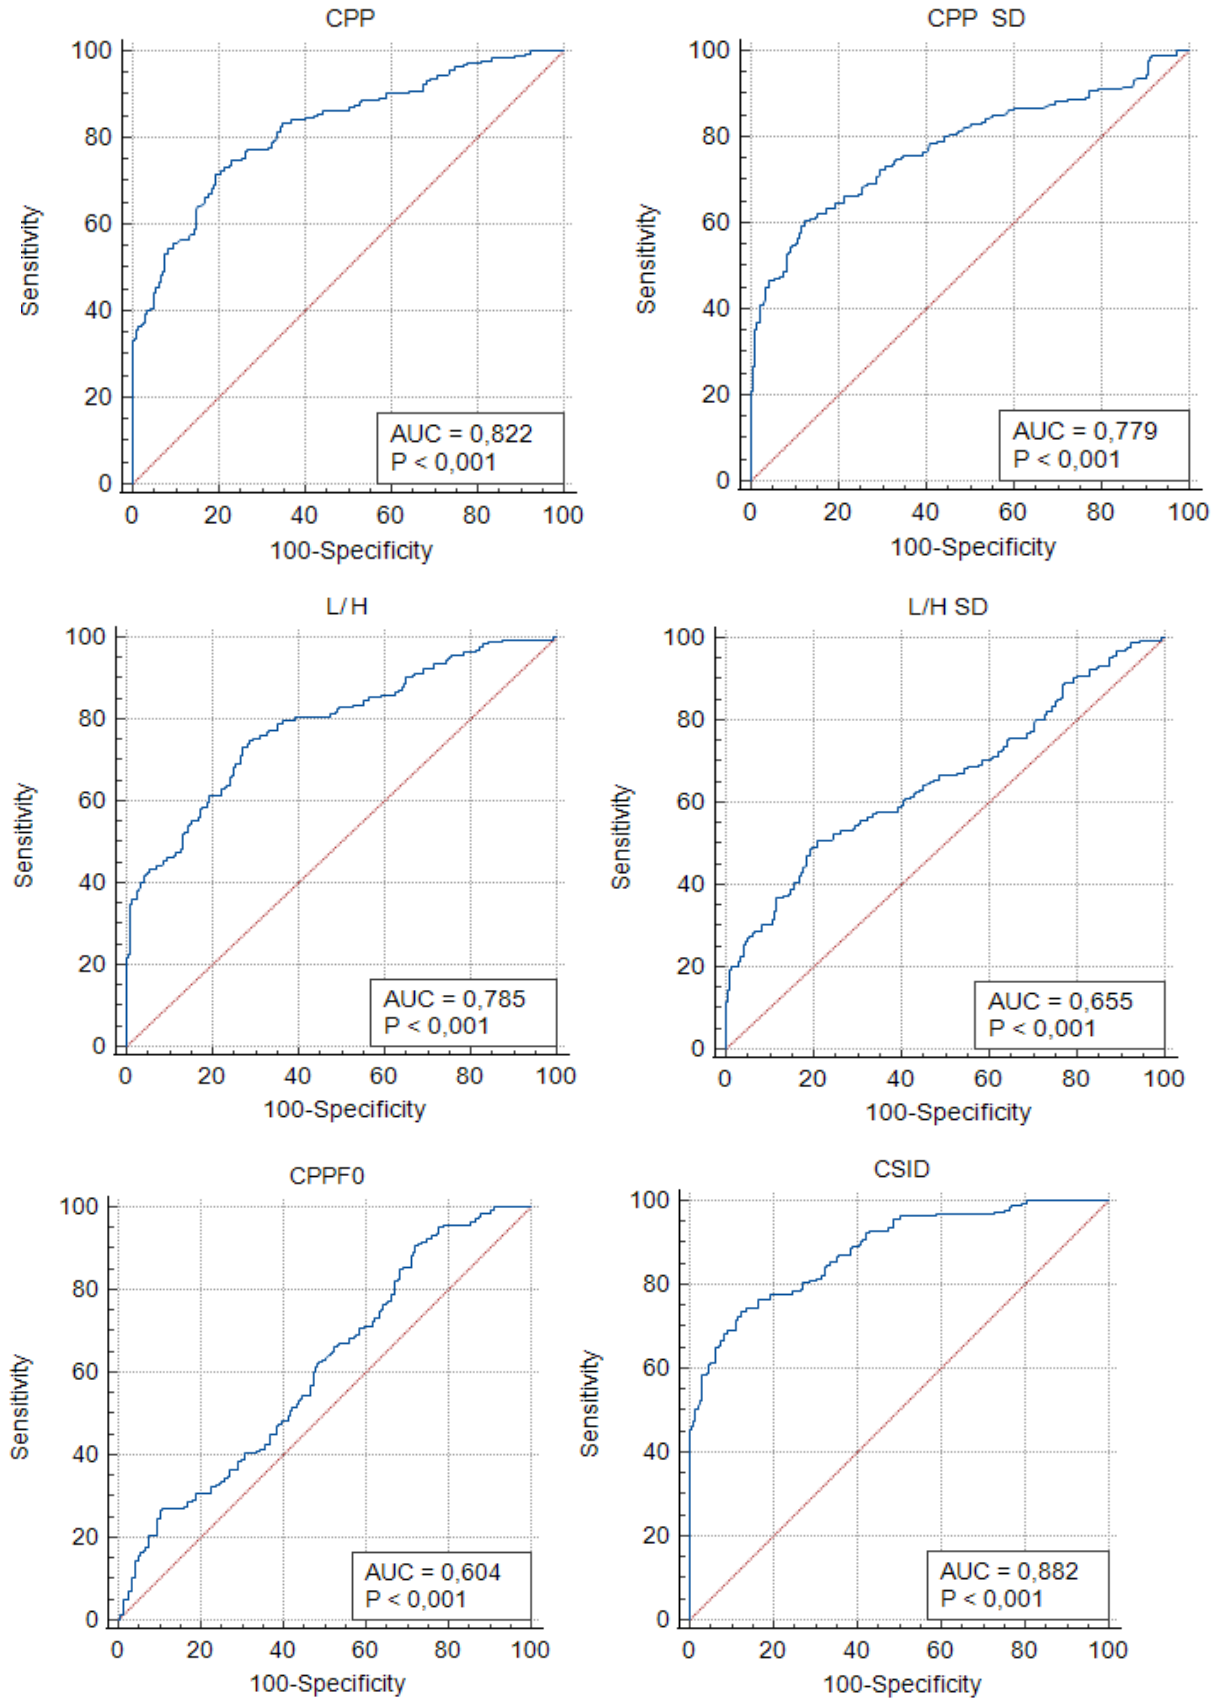 CPP
100
80
60
40
20
0
Sensitivity
AUC = 0,822
P < 0,001
0 20 40 60 80 100
100-Specificity
CPP SD
100
80
60
40
20
0
Sensitivity
AUC = 0,779
P < 0,001
0 20 40 60 80 100
100-Specificity
L/H
100
80
60
40
20
0
Sensitivity
AUC = 0,785
P < 0,001
0 20 40 60 80 100
100-Specificity
L/H SD
100
80
60
40
20
0
Sensitivity
AUC = 0,655
P < 0,001
0 20 40 60 80 100
100-Specificity
CPPF0
100
80
60
40
20
0
Sensitivity
AUC = 0,604
P < 0,001
0 20 40 60 80 100
100-Specificity
CSID
100
80
60
40
20
0
Sensitivity
AUC = 0,882
P < 0,001
0 20 40 60 80 100
100-Specificity